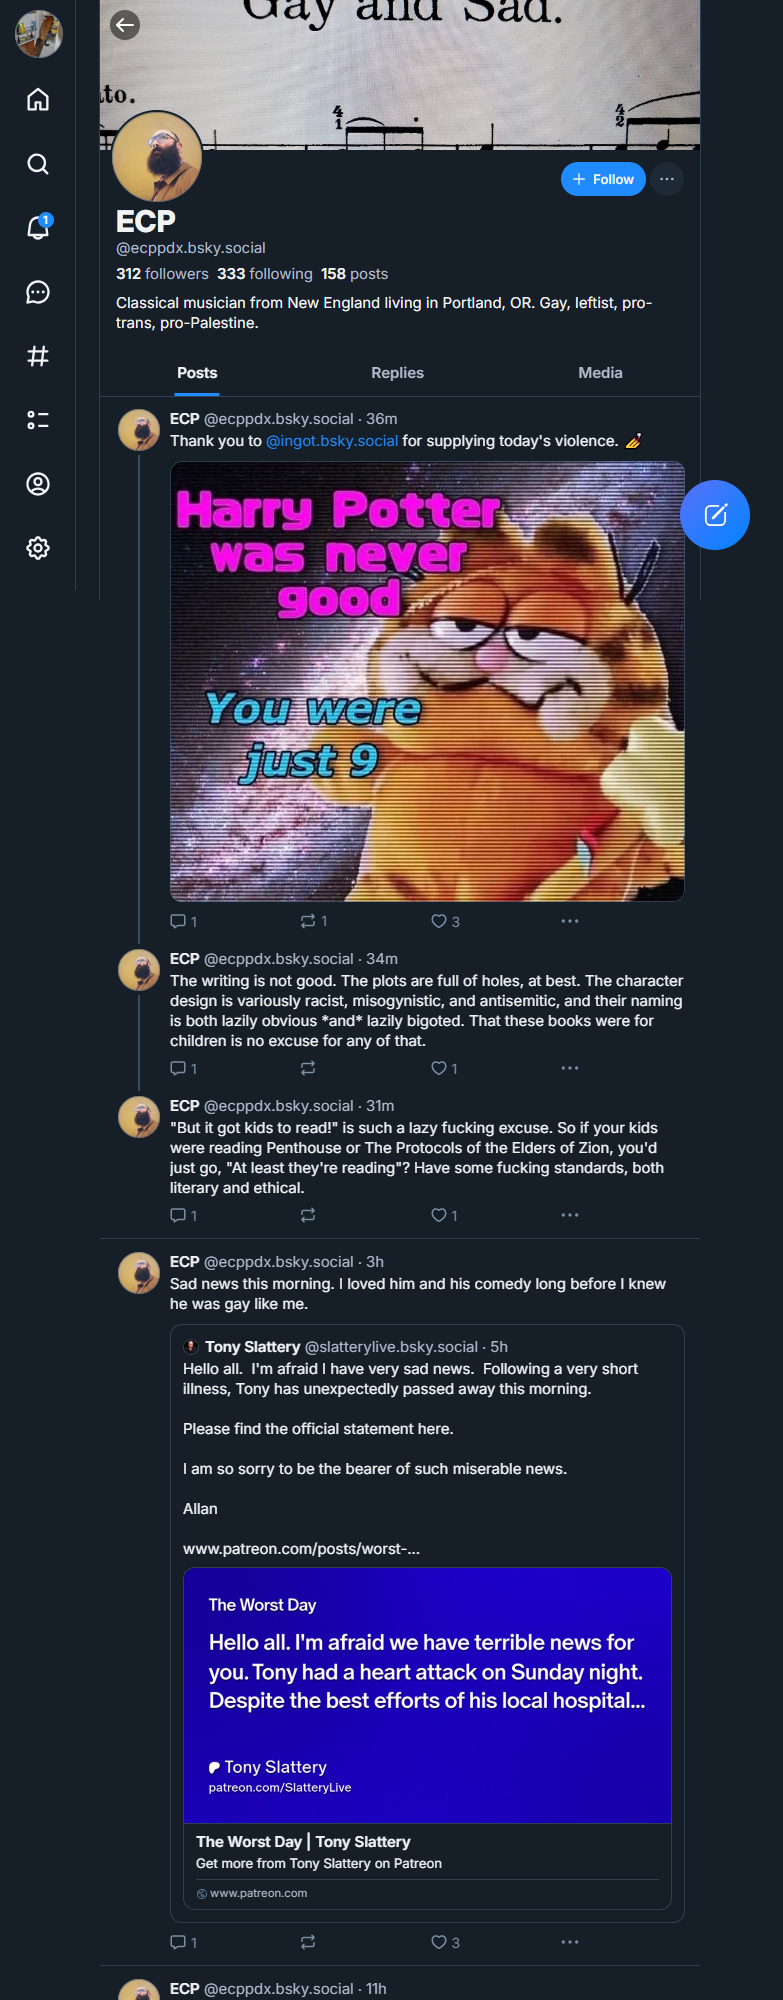 Gay and Sad.
to.
4
1
4
2
+ Follow
ECP
@ecppdx.bsky.social
312 followers 333 following 158 posts
Classical musician from New England living in Portland, OR. Gay, leftist, pro-
trans, pro-Palestine.
Posts Replies Media
1
ECP @ecppdx.bsky.social · 36m
Thank you to @ingot.bsky.social for supplying today's violence. 💅
Harry Potter
was never
good
You were
just 9
1 1 3
ECP @ecppdx.bsky.social · 34m
The writing is not good. The plots are full of holes, at best. The character
design is variously racist, misogynistic, and antisemitic, and their naming
is both lazily obvious *and* lazily bigoted. That these books were for
children is no excuse for any of that.
1 1
ECP @ecppdx.bsky.social · 31m
"But it got kids to read!" is such a lazy fucking excuse. So if your kids
were reading Penthouse or The Protocols of the Elders of Zion, you'd
just go, "At least they're reading"? Have some fucking standards, both
literary and ethical.
1 1
ECP @ecppdx.bsky.social · 3h
Sad news this morning. I loved him and his comedy long before I knew
he was gay like me.
Tony Slattery @slatterylive.bsky.social · 5h
Hello all. I'm afraid I have very sad news. Following a very short
illness, Tony has unexpectedly passed away this morning.
Please find the official statement here.
I am so sorry to be the bearer of such miserable news.
Allan
www.patreon.com/posts/worst-...
The Worst Day
Hello all. I'm afraid we have terrible news for
you. Tony had a heart attack on Sunday night.
Despite the best efforts of his local hospital...
Tony Slattery
patreon.com/SlatteryLive
The Worst Day | Tony Slattery
Get more from Tony Slattery on Patreon
www.patreon.com
1 3
ECP @ecppdx.bsky.social · 11h